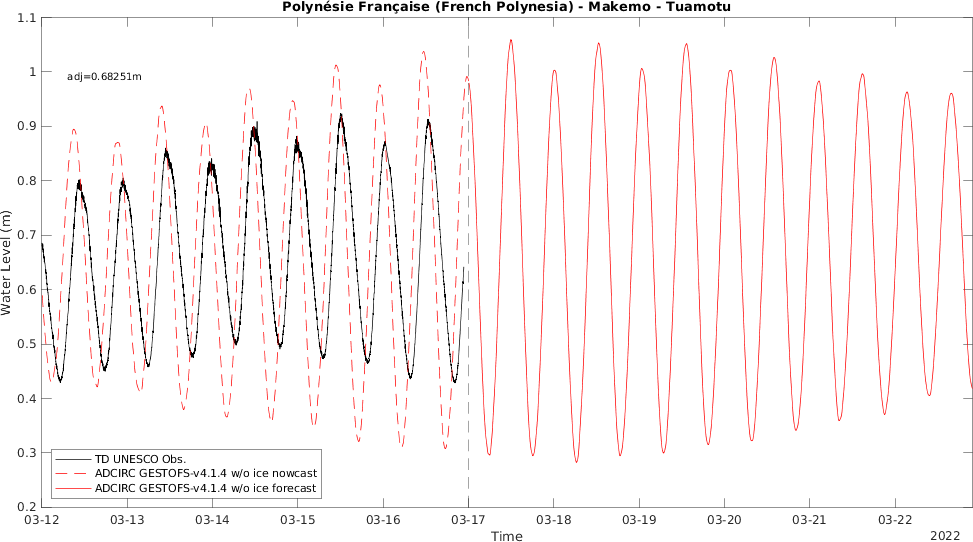 Polynésie Française (French Polynesia) - Makemo - Tuamotu
1.1
1
0.9
0.8
0.7
0.6
0.5
0.4
0.3
0.2
Water Level (m)
adj=0.68251m
TD UNESCO Obs.
ADCIRC GESTOFS-v4.1.4 w/o ice nowcast
ADCIRC GESTOFS-v4.1.4 w/o ice forecast
03-12 03-13 03-14 03-15 03-16 03-17 03-18 03-19 03-20 03-21 03-22
Time
2022